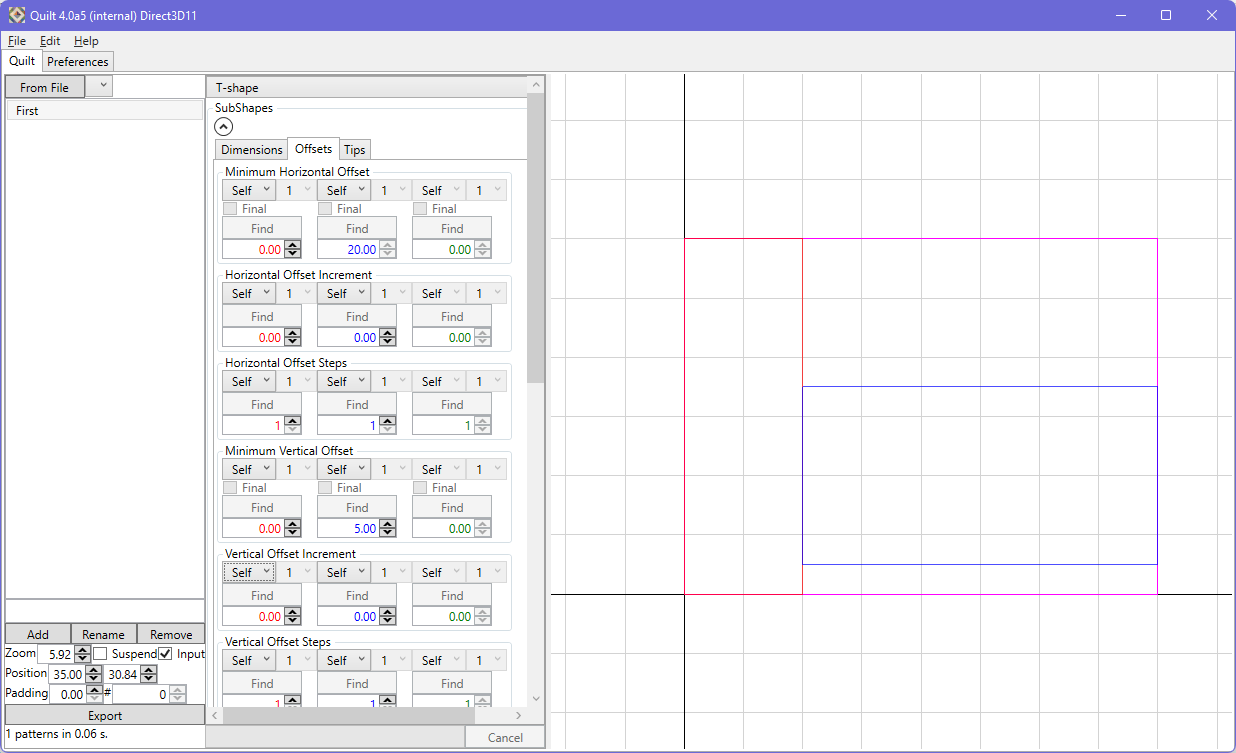 Quilt 4.0a5 (internal) Direct3D11
File Edit Help
Quilt Preferences
From File
First
T-shape
SubShapes
Dimensions Offsets Tips
Minimum Horizontal Offset
Self 1 Self 1 Self 1
Final Final Final
Find Find Find
0.00 20.00 0.00
Horizontal Offset Increment
Self 1 Self 1 Self 1
Find Find Find
0.00 0.00 0.00
Horizontal Offset Steps
Self 1 Self 1 Self 1
Find Find Find
1 1 1
Minimum Vertical Offset
Self 1 Self 1 Self 1
Final Final Final
Find Find Find
0.00 5.00 0.00
Vertical Offset Increment
Self 1 Self 1 Self 1
Find Find Find
0.00 0.00 0.00
Vertical Offset Steps
Self 1 Self 1 Self 1
Find Find Find
1 1 1
Cancel
Add Rename Remove
Zoom 5.92 Suspend Input
Position 35.00 30.84
Padding 0.00 # 0
Export
1 patterns in 0.06 s.